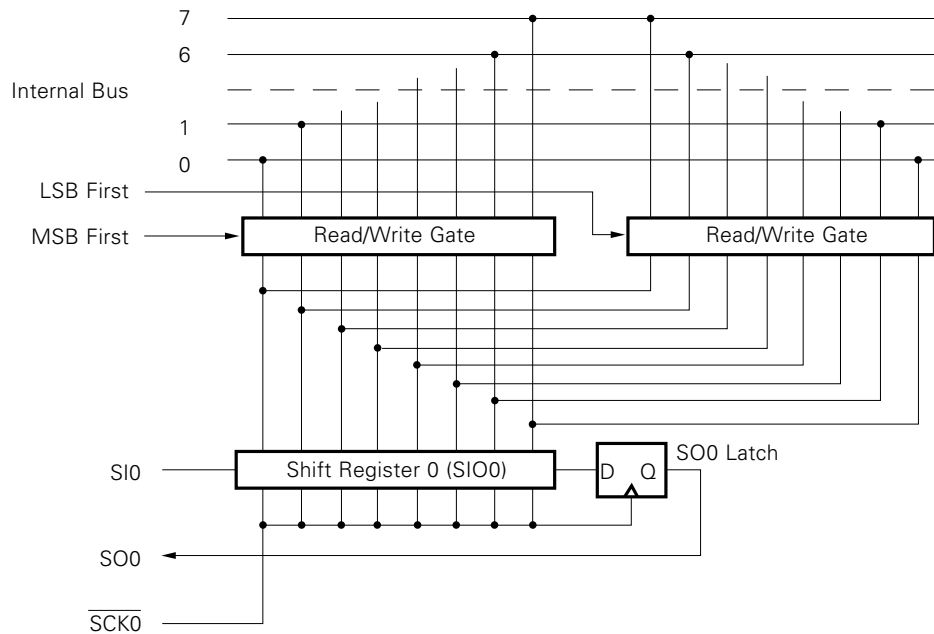 7
6
Internal Bus
1
0
LSB First
MSB First
Read/Write Gate
Read/Write Gate
SI0
Shift Register 0 (SIO0)
SO0 Latch
D
Q
SO0
SCK0